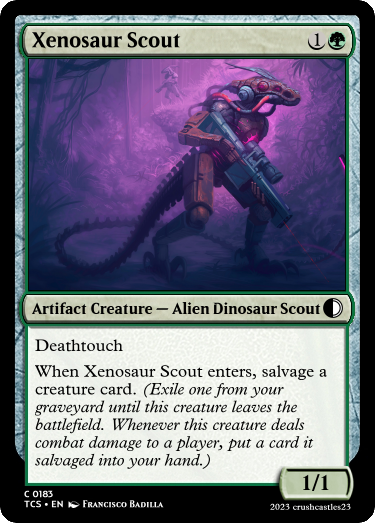 Xenosaur Scout 1
Artifact Creature — Alien Dinosaur Scout
Deathtouch
When Xenosaur Scout enters, salvage a
creature card. (Exile one from your
graveyard until this creature leaves the
battlefield. Whenever this creature deals
combat damage to a player, put a card it
salvaged into your hand.)
1/1
C 0183
TCS • EN Francisco Badilla
2023 crushcastles23